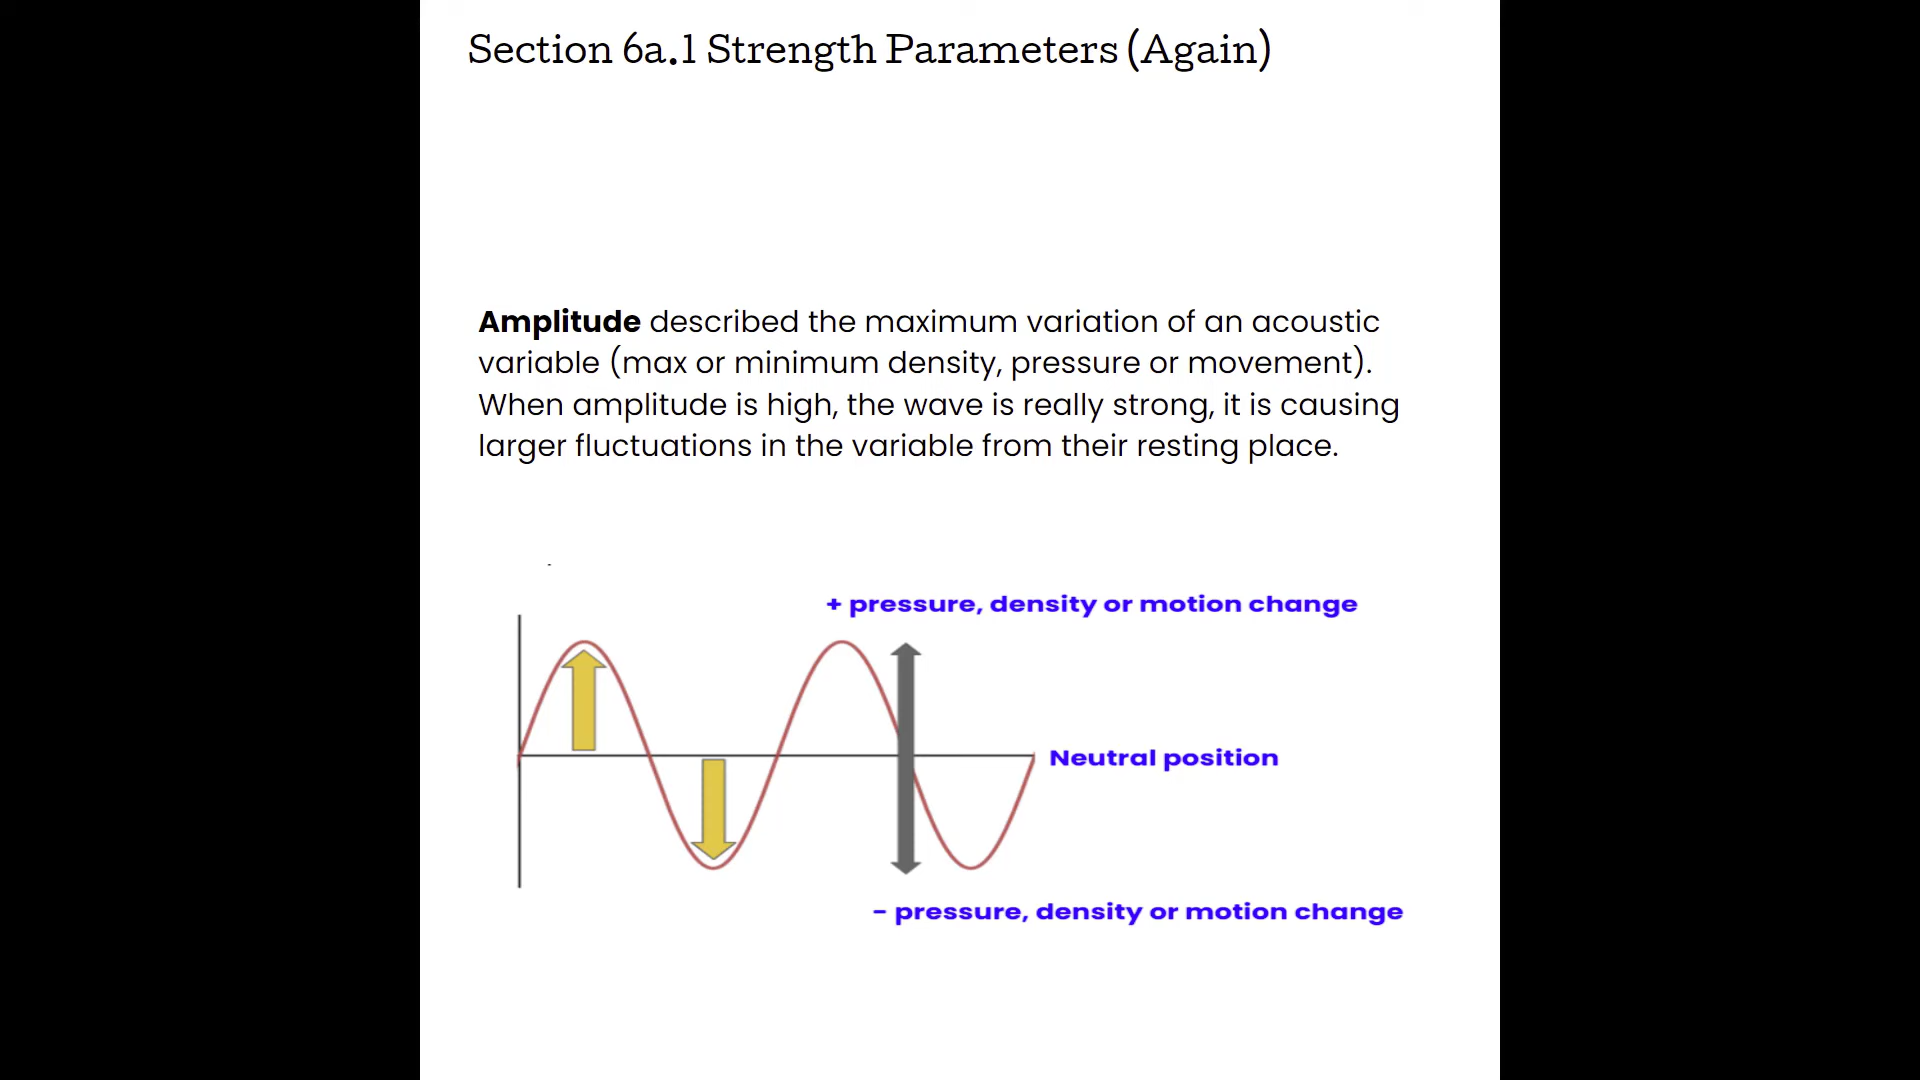 Section 6a.1 Strength Parameters (Again)
Amplitude described the maximum variation of an acoustic
variable (max or minimum density, pressure or movement).
When amplitude is high, the wave is really strong, it is causing
larger fluctuations in the variable from their resting place.
+ pressure, density or motion change
Neutral position
- pressure, density or motion change